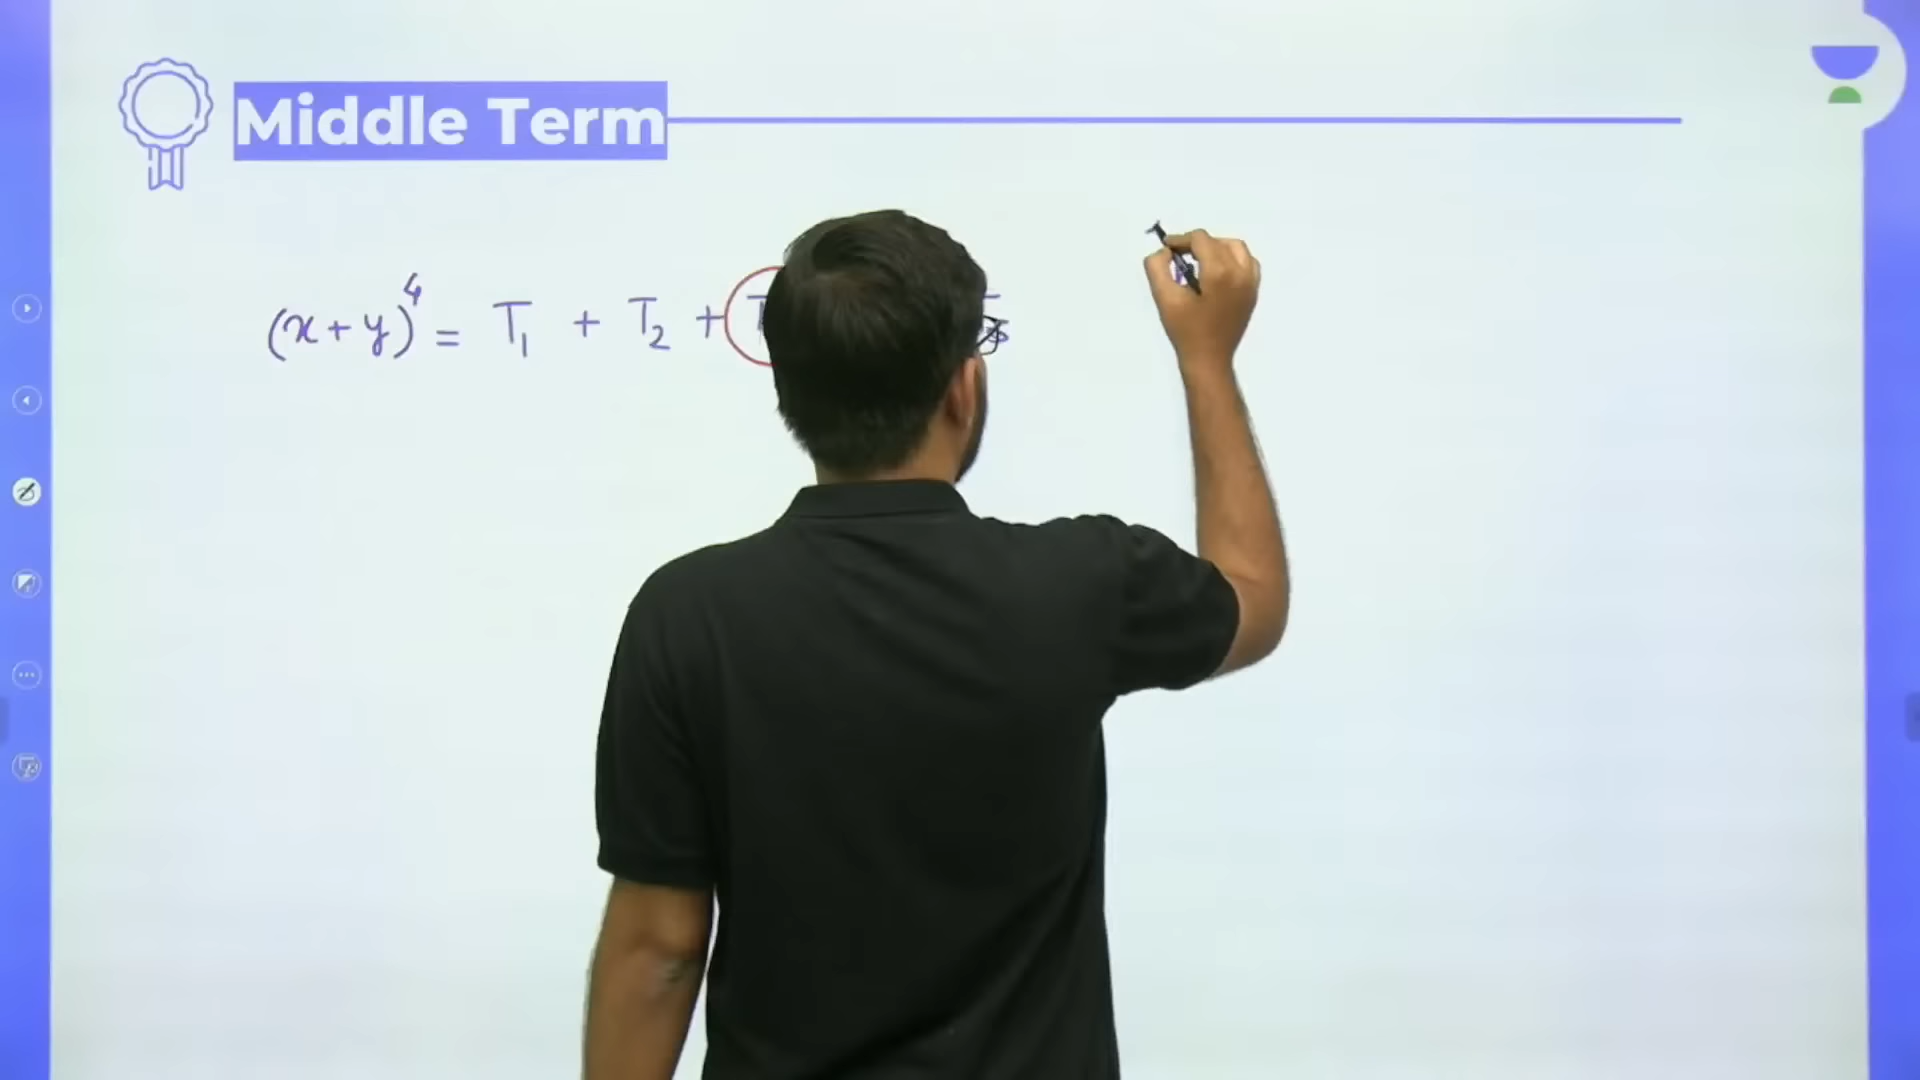 Middle Term
(x+y)⁴ = T₁ + T₂ + T